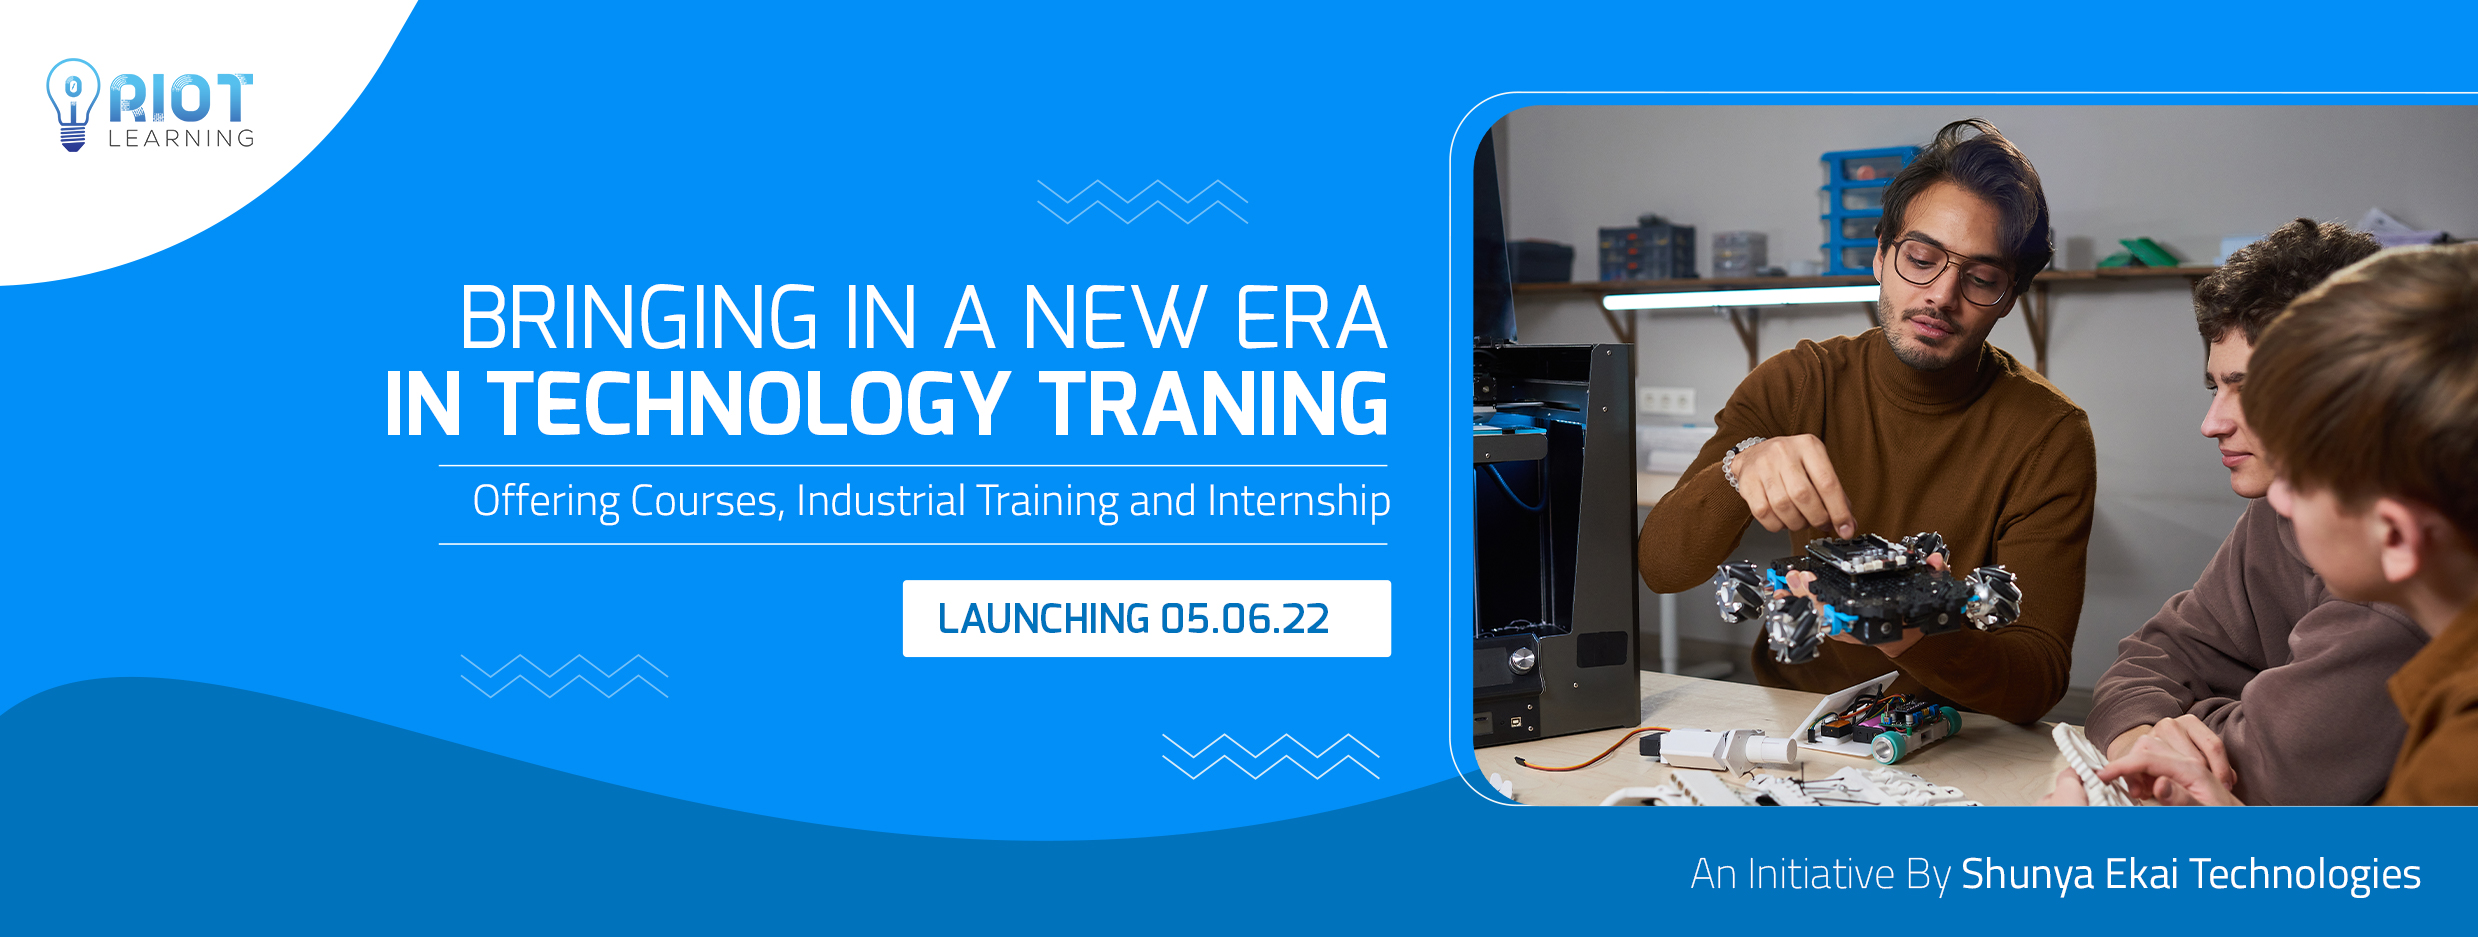 RIOT
LEARNING
BRINGING IN A NEW ERA
IN TECHNOLOGY TRANING
Offering Courses, Industrial Training and Internship
LAUNCHING 05.06.22
An Initiative By Shunya Ekai Technologies